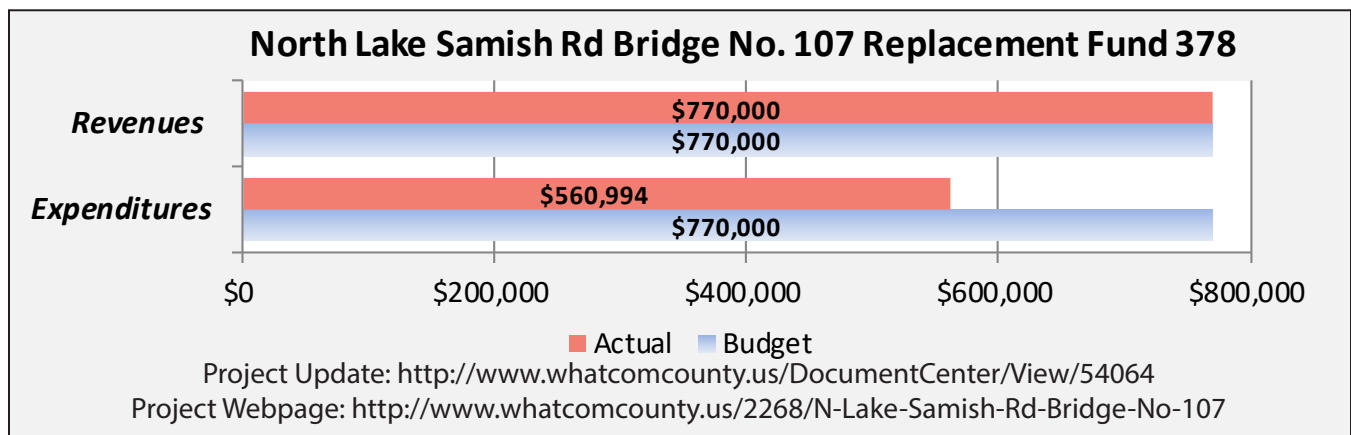 North Lake Samish Rd Bridge No. 107 Replacement Fund 378
Revenues
$770,000
$770,000
Expenditures
$560,994
$770,000
$0 $200,000 $400,000 $600,000 $800,000
Actual Budget
Project Update: http://www.whatcomcounty.us/DocumentCenter/View/54064
Project Webpage: http://www.whatcomcounty.us/2268/N-Lake-Samish-Rd-Bridge-No-107